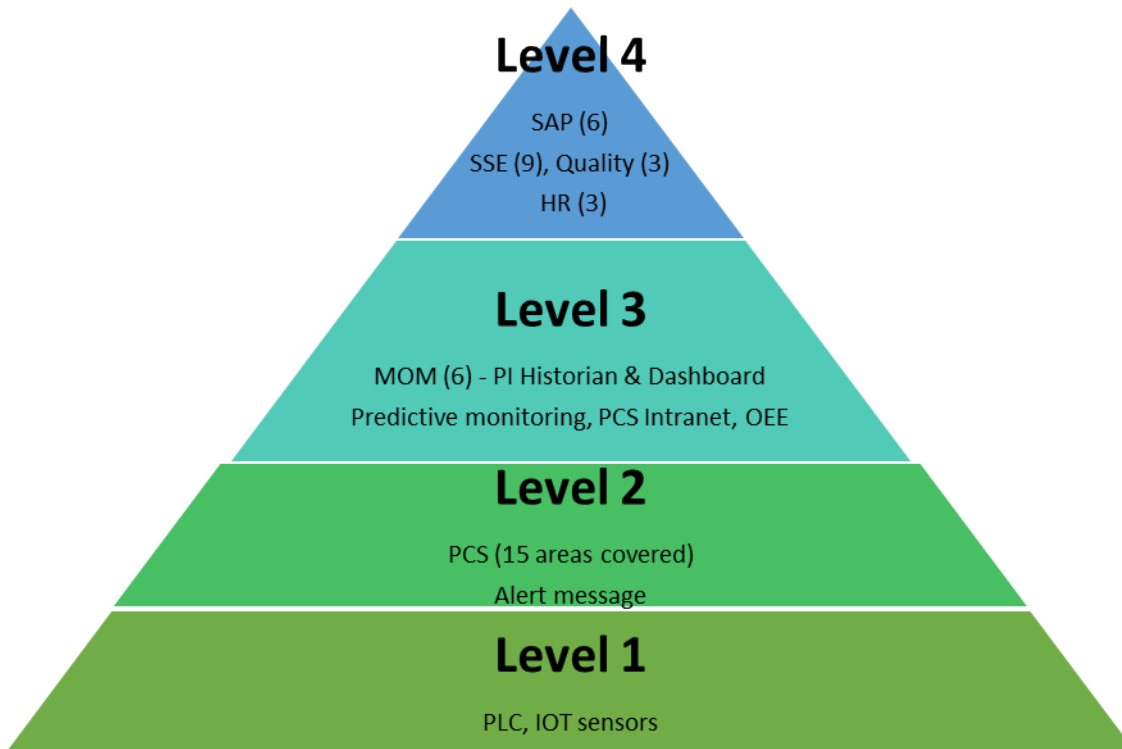 Level 4
SAP (6)
SSE (9), Quality (3)
HR (3)
Level 3
MOM (6) - PI Historian & Dashboard
Predictive monitoring, PCS Intranet, OEE
Level 2
PCS (15 areas covered)
Alert message
Level 1
PLC, IOT sensors